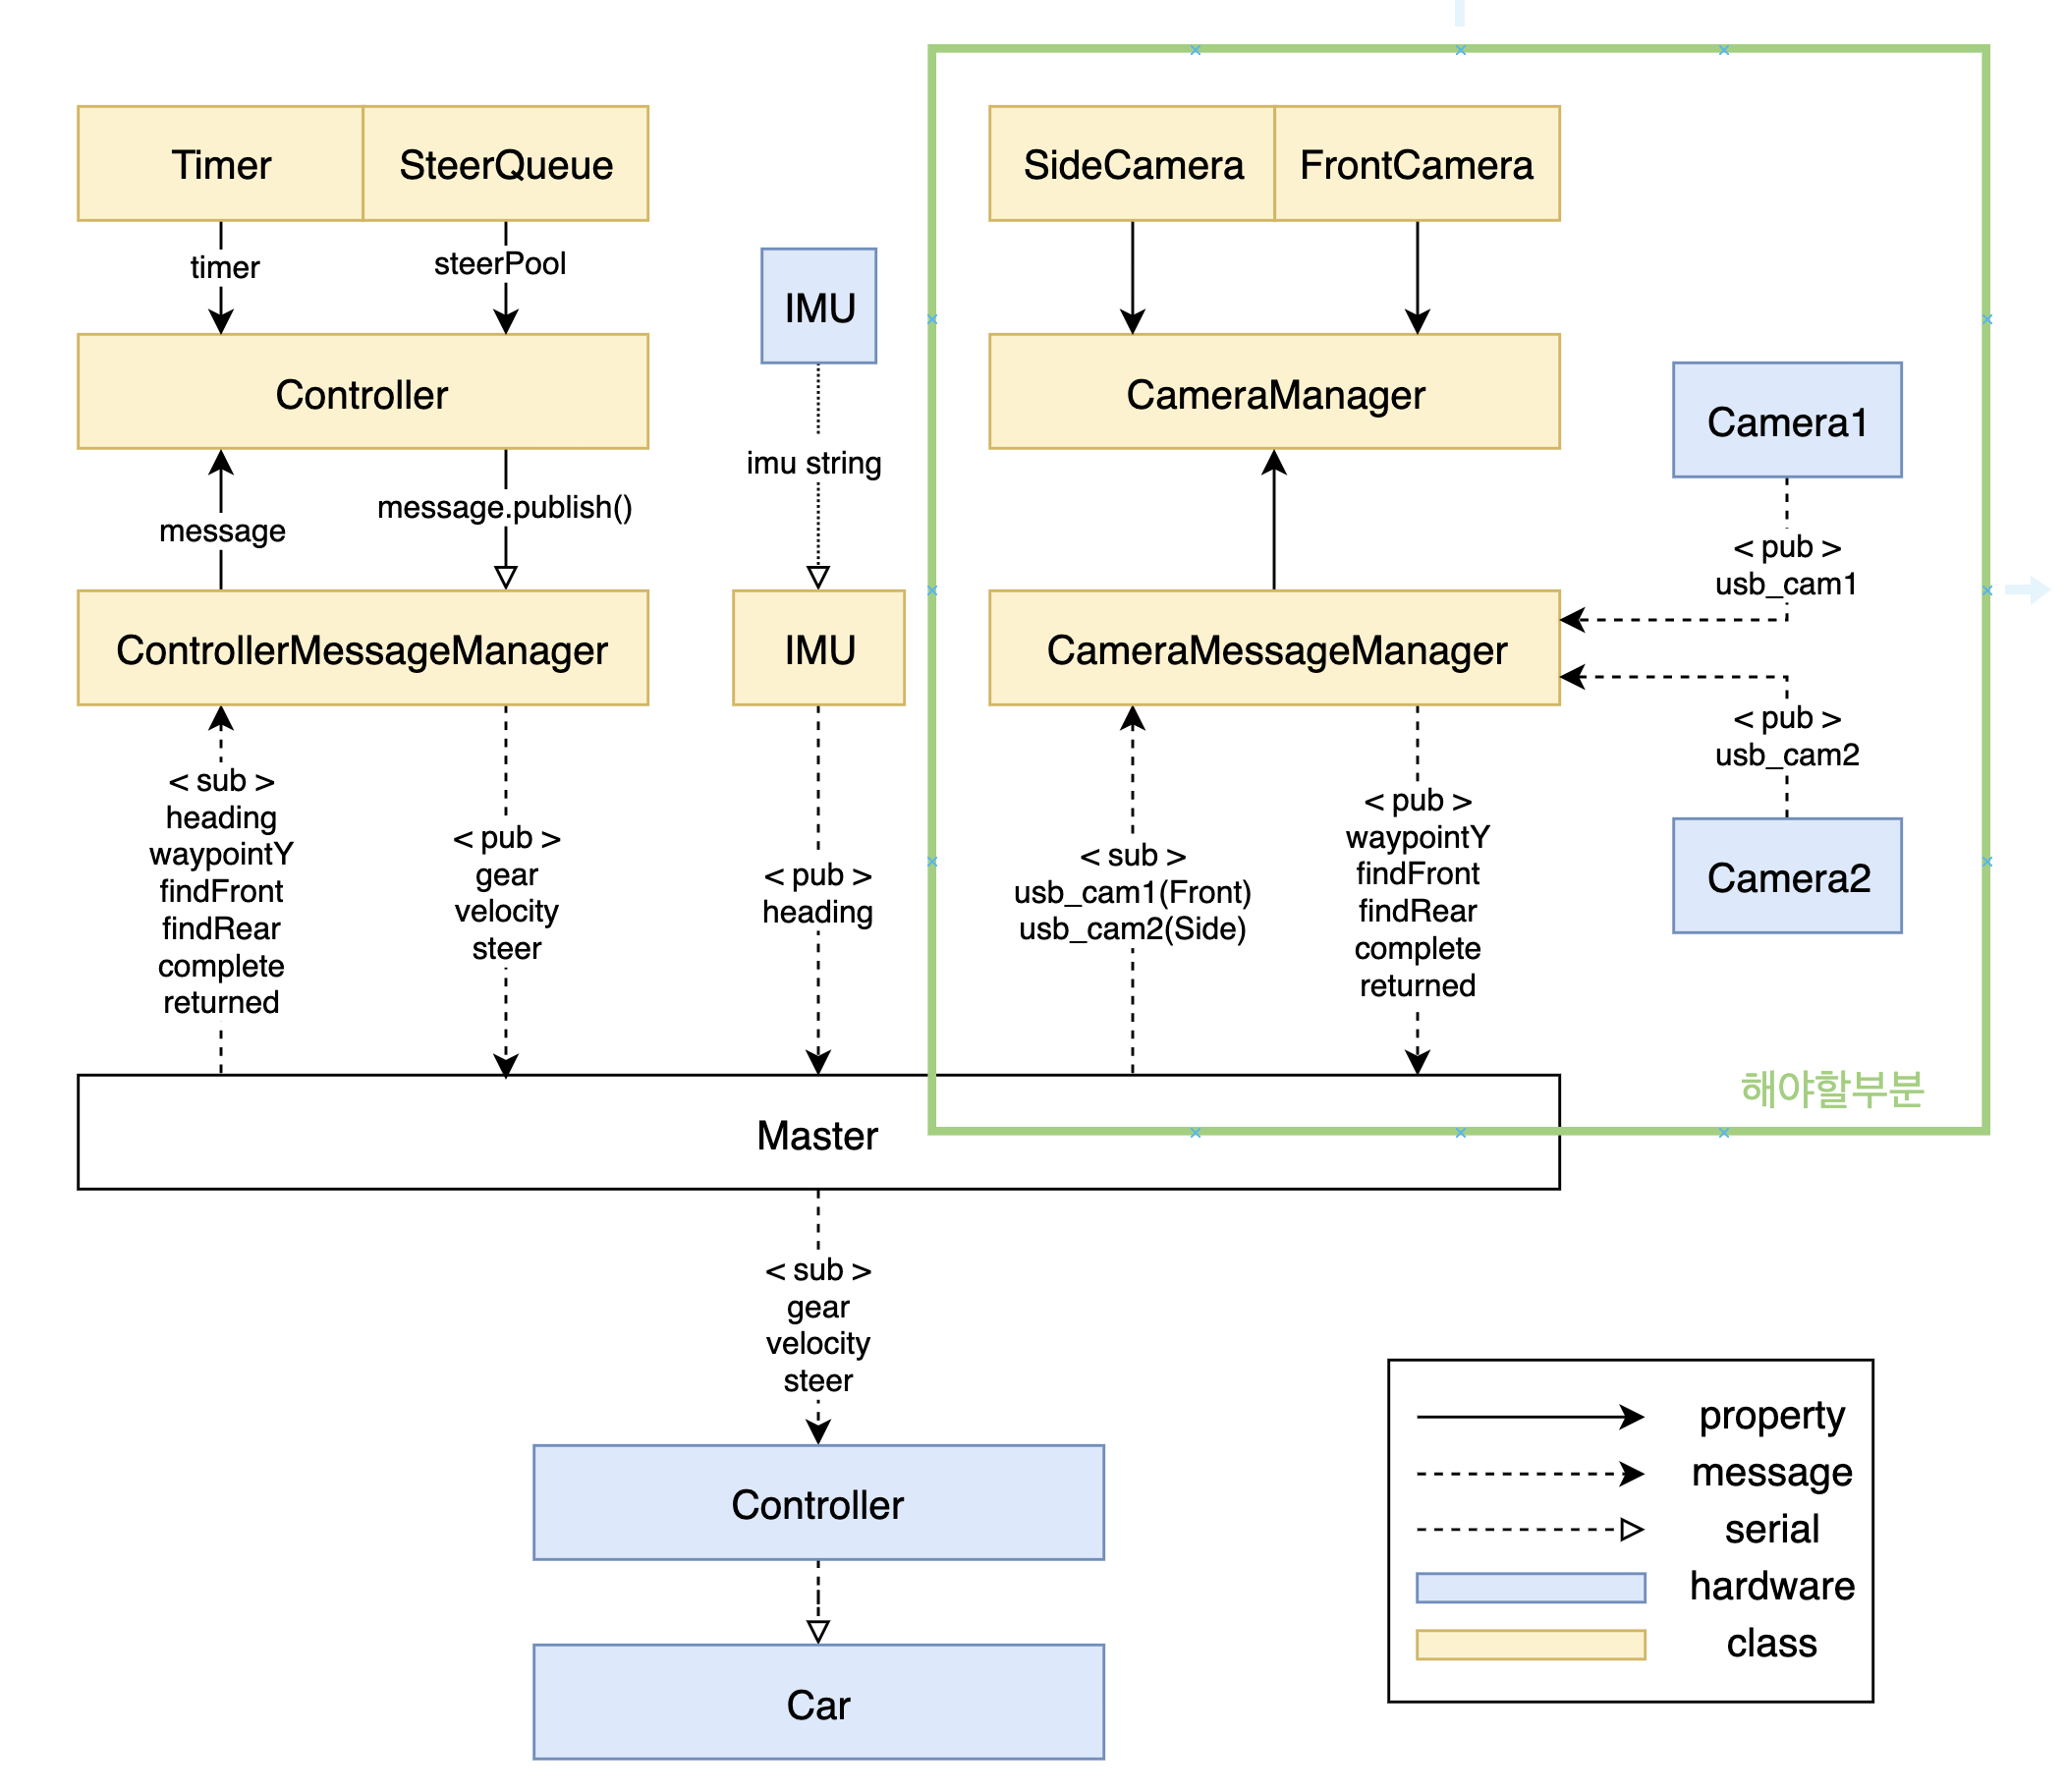 Timer
SteerQueue
SideCamera
FrontCamera
timer
steerPool
IMU
Controller
CameraManager
Camera1
imu string
message
message.publish()
< pub >
usb_cam1
ControllerMessageManager
IMU
CameraMessageManager
< pub >
usb_cam2
< sub >
heading
waypointY
findFront
findRear
complete
returned
< pub >
gear
velocity
steer
< pub >
heading
< sub >
usb_cam1(Front)
usb_cam2(Side)
< pub >
waypointY
findFront
findRear
complete
returned
Camera2
해야할부분
Master
< sub >
gear
velocity
steer
Controller
Car
property
message
serial
hardware
class